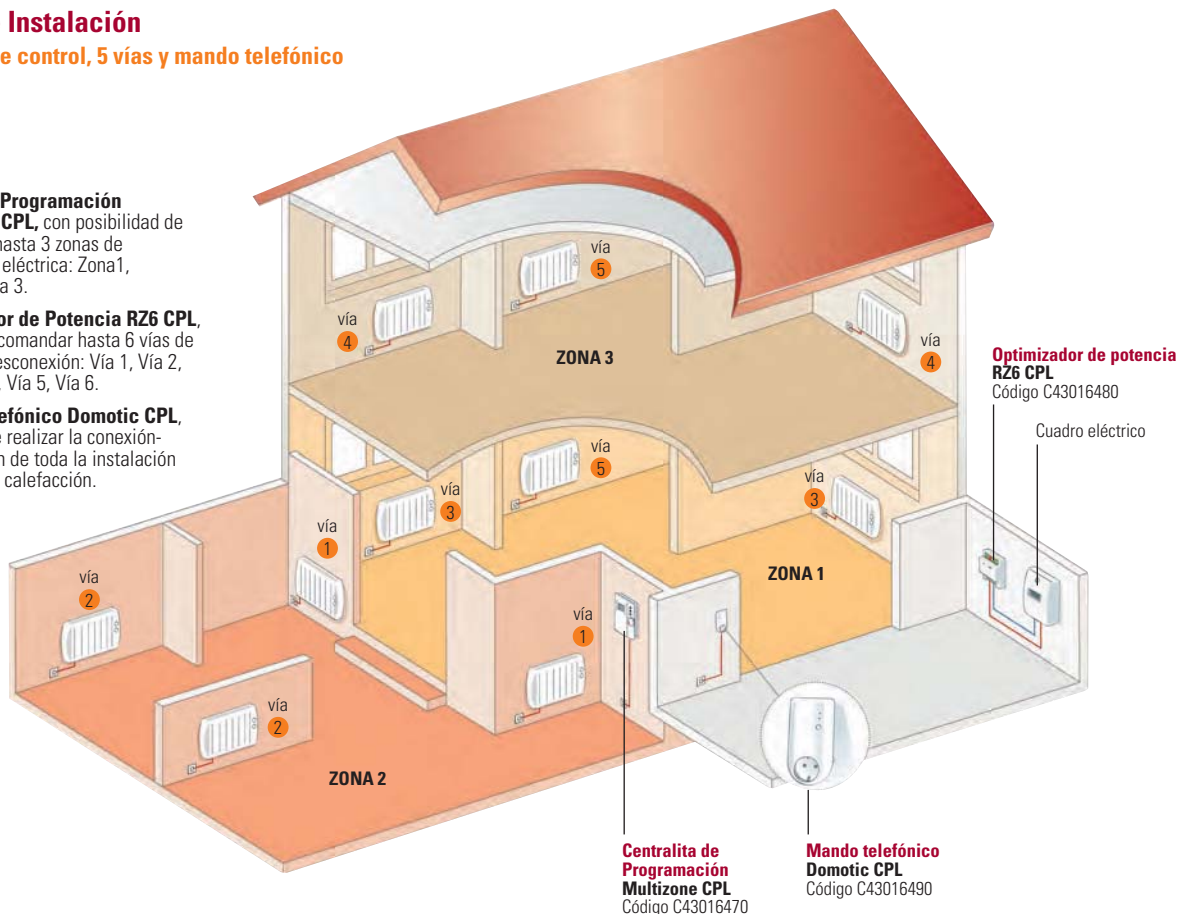 Instalación
e control, 5 vías y mando telefónico
Programación
CPL, con posibilidad de
hasta 3 zonas de
eléctrica: Zona1,
a 3.
or de Potencia RZ6 CPL,
comandar hasta 6 vías de
esconexión: Vía 1, Vía 2,
, Vía 5, Vía 6.
efónico Domotic CPL,
e realizar la conexión-
n de toda la instalación
calefacción.
vía
5
vía
4
ZONA 3
vía
4
vía
5
vía
3
vía
3
vía
1
ZONA 1
vía
2
vía
1
vía
2
ZONA 2
Optimizador de potencia
RZ6 CPL
Código C43016480
Cuadro eléctrico
Centralita de
Programación
Multizone CPL
Código C43016470
Mando telefónico
Domotic CPL
Código C43016490